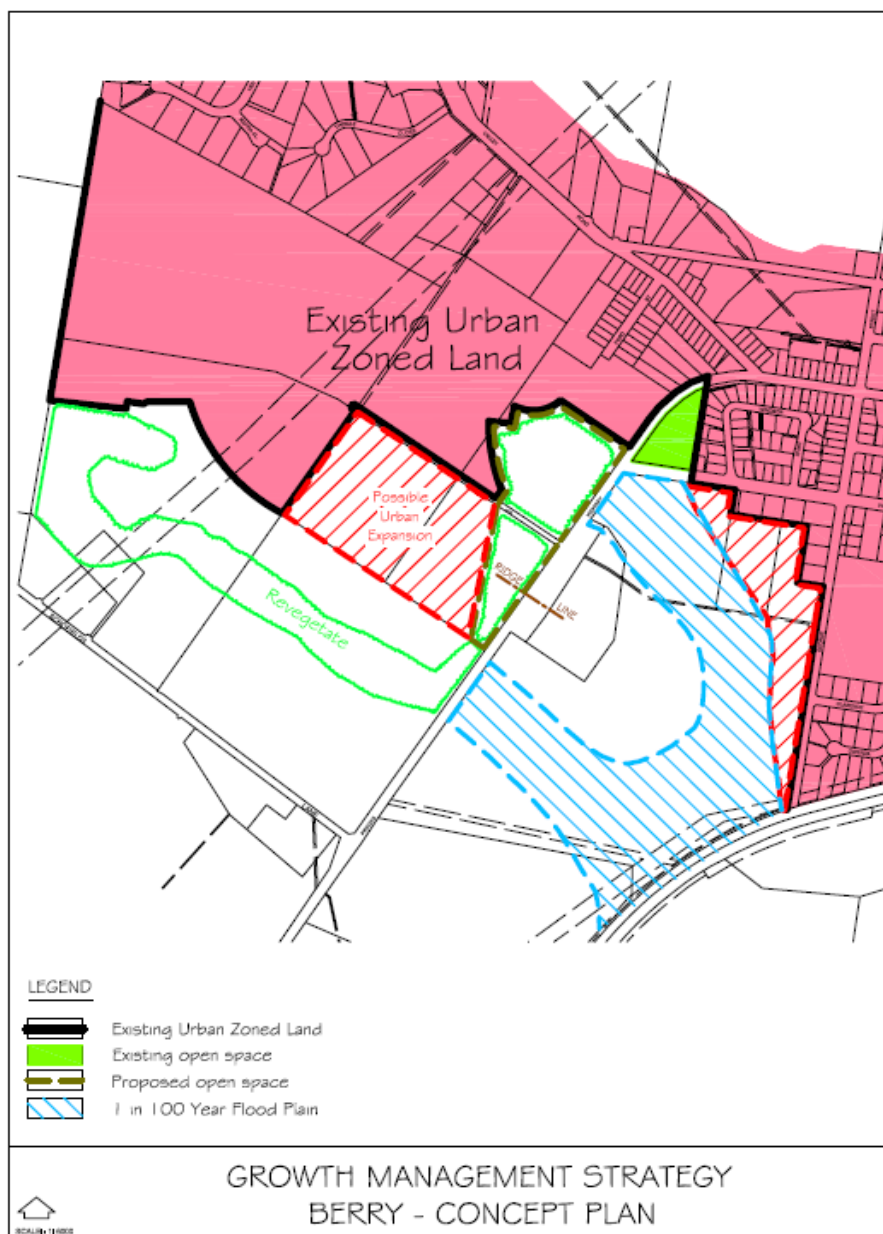 Existing Urban
Zoned Land
Possible
Urban
Expansion
RIDGE
LINE
Revegetate
LANE
LEGEND
Existing Urban Zoned Land
Existing open space
Proposed open space
1 in 100 Year Flood Plain
GROWTH MANAGEMENT STRATEGY
BERRY - CONCEPT PLAN